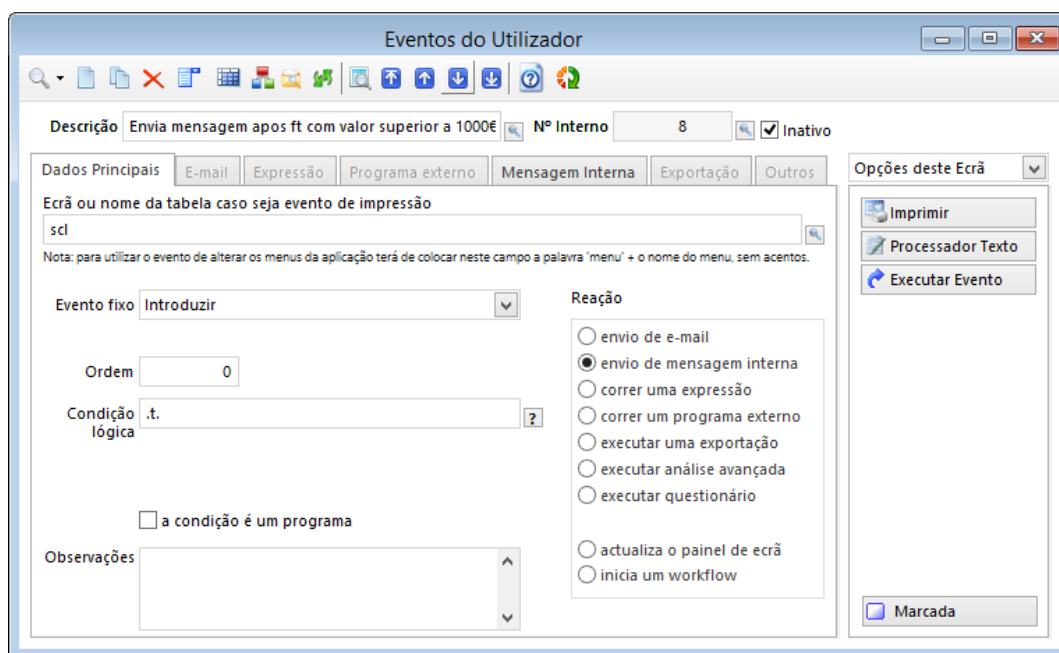 Eventos do Utilizador
Descrição Envia mensagem apos ft com valor superior a 1000€ Nº Interno 8 Inativo
Dados Principais E-mail Expressão Programa externo Mensagem Interna Exportação Outros Opções deste Ecrã
Ecrã ou nome da tabela caso seja evento de impressão
scl
Nota: para utilizar o evento de alterar os menus da aplicação terá de colocar neste campo a palavra 'menu' + o nome do menu, sem acentos.
Imprimir
Processador Texto
Executar Evento
Evento fixo Introduzir
Ordem 0
Condição lógica .t. ?
a condição é um programa
Observações
Reação
envio de e-mail
envio de mensagem interna
correr uma expressão
correr um programa externo
executar uma exportação
executar análise avançada
executar questionário
actualiza o painel de ecrã
inicia um workflow
Marcada